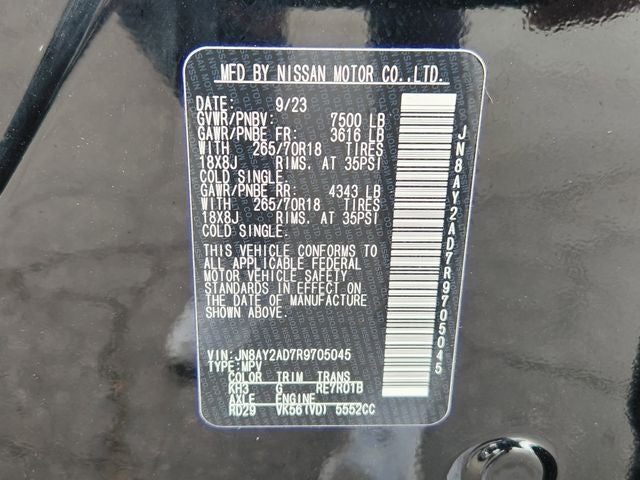 MFD BY NISSAN MOTOR CO.,LTD.
DATE: 9/23
GVWR/PNBV: 7500 LB
GAWR/PNBE FR: 3616 LB
WITH 265/70R18 TIRES
18X8J RIMS, AT 35PSI
COLD SINGLE.
GAWR/PNBE RR: 4343 LB
WITH 265/70R18 TIRES
18X8J RIMS, AT 35PSI
COLD SINGLE.
THIS VEHICLE CONFORMS TO
ALL APPLICABLE FEDERAL
MOTOR VEHICLE SAFETY
STANDARDS IN EFFECT ON
THE DATE OF MANUFACTURE
SHOWN ABOVE.
VIN: JN8AY2AD7R9705045
TYPE: MPV
COLOR TRIM TRANS
KH3 G RE7R01B
AXLE ENGINE
RD29 VK56(VD) 5552CC
JN8AY2AD7R9705045